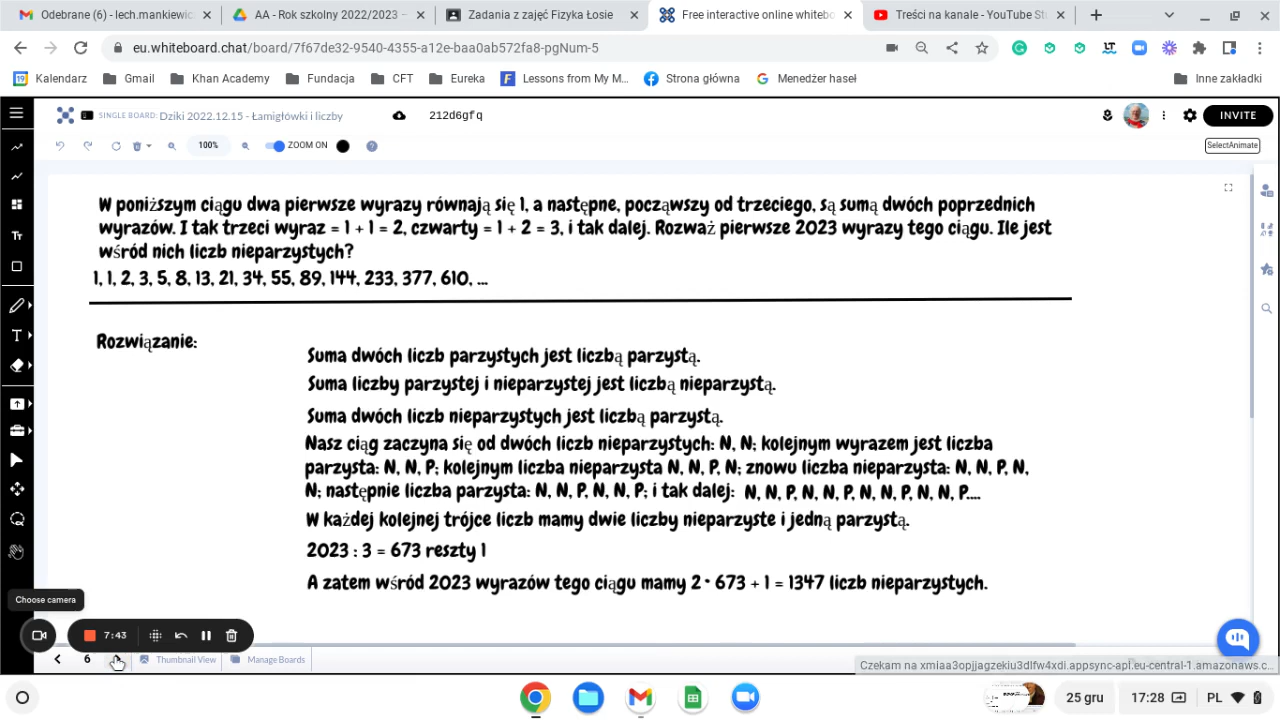 Odebrane (6) - lech.mankiewic
AA - Rok szkolny 2022/2023 –
Zadania z zajęć Fizyka Łosie
Free interactive online whitebo
Treści na kanale - YouTube St
eu.whiteboard.chat/board/7f67de32-9540-4355-a12e-baa0ab572fa8-pgNum-5
Kalendarz Gmail Khan Academy Fundacja CFT Eureka Lessons from My M... Strona główna Menedżer haseł Inne zakładki
SINGLE BOARD: Dziki 2022.12.15 - Łamigłówki i liczby 212d6gfq INVITE
100% ZOOM ON SelectAnimate
W poniższym ciągu dwa pierwsze wyrazy równają się 1, a następne, począwszy od trzeciego, są sumą dwóch poprzednich
wyrazów. I tak trzeci wyraz = 1 + 1 = 2, czwarty = 1 + 2 = 3, i tak dalej. Rozważ pierwsze 2023 wyrazy tego ciągu. Ile jest
wśród nich liczb nieparzystych?
1, 1, 2, 3, 5, 8, 13, 21, 34, 55, 89, 144, 233, 377, 610, ...
Rozwiązanie:
Suma dwóch liczb parzystych jest liczbą parzystą.
Suma liczby parzystej i nieparzystej jest liczbą nieparzystą.
Suma dwóch liczb nieparzystych jest liczbą parzystą.
Nasz ciąg zaczyna się od dwóch liczb nieparzystych: N, N; kolejnym wyrazem jest liczba
parzysta: N, N, P; kolejnym liczba nieparzysta N, N, P, N; znowu liczba nieparzysta: N, N, P, N,
N; następnie liczba parzysta: N, N, P, N, N, P; i tak dalej: N, N, P, N, N, P, N, N, P, N, N, P....
W każdej kolejnej trójce liczb mamy dwie liczby nieparzyste i jedną parzystą.
2023 : 3 = 673 reszty 1
A zatem wśród 2023 wyrazów tego ciągu mamy 2 • 673 + 1 = 1347 liczb nieparzystych.
Choose camera
7:43
6 Thumbnail View Manage Boards
Czekam na xmiaa3opjjagzekiu3dlfw4xdi.appsync-api.eu-central-1.amazonaws.c...
25 gru 17:28 PL